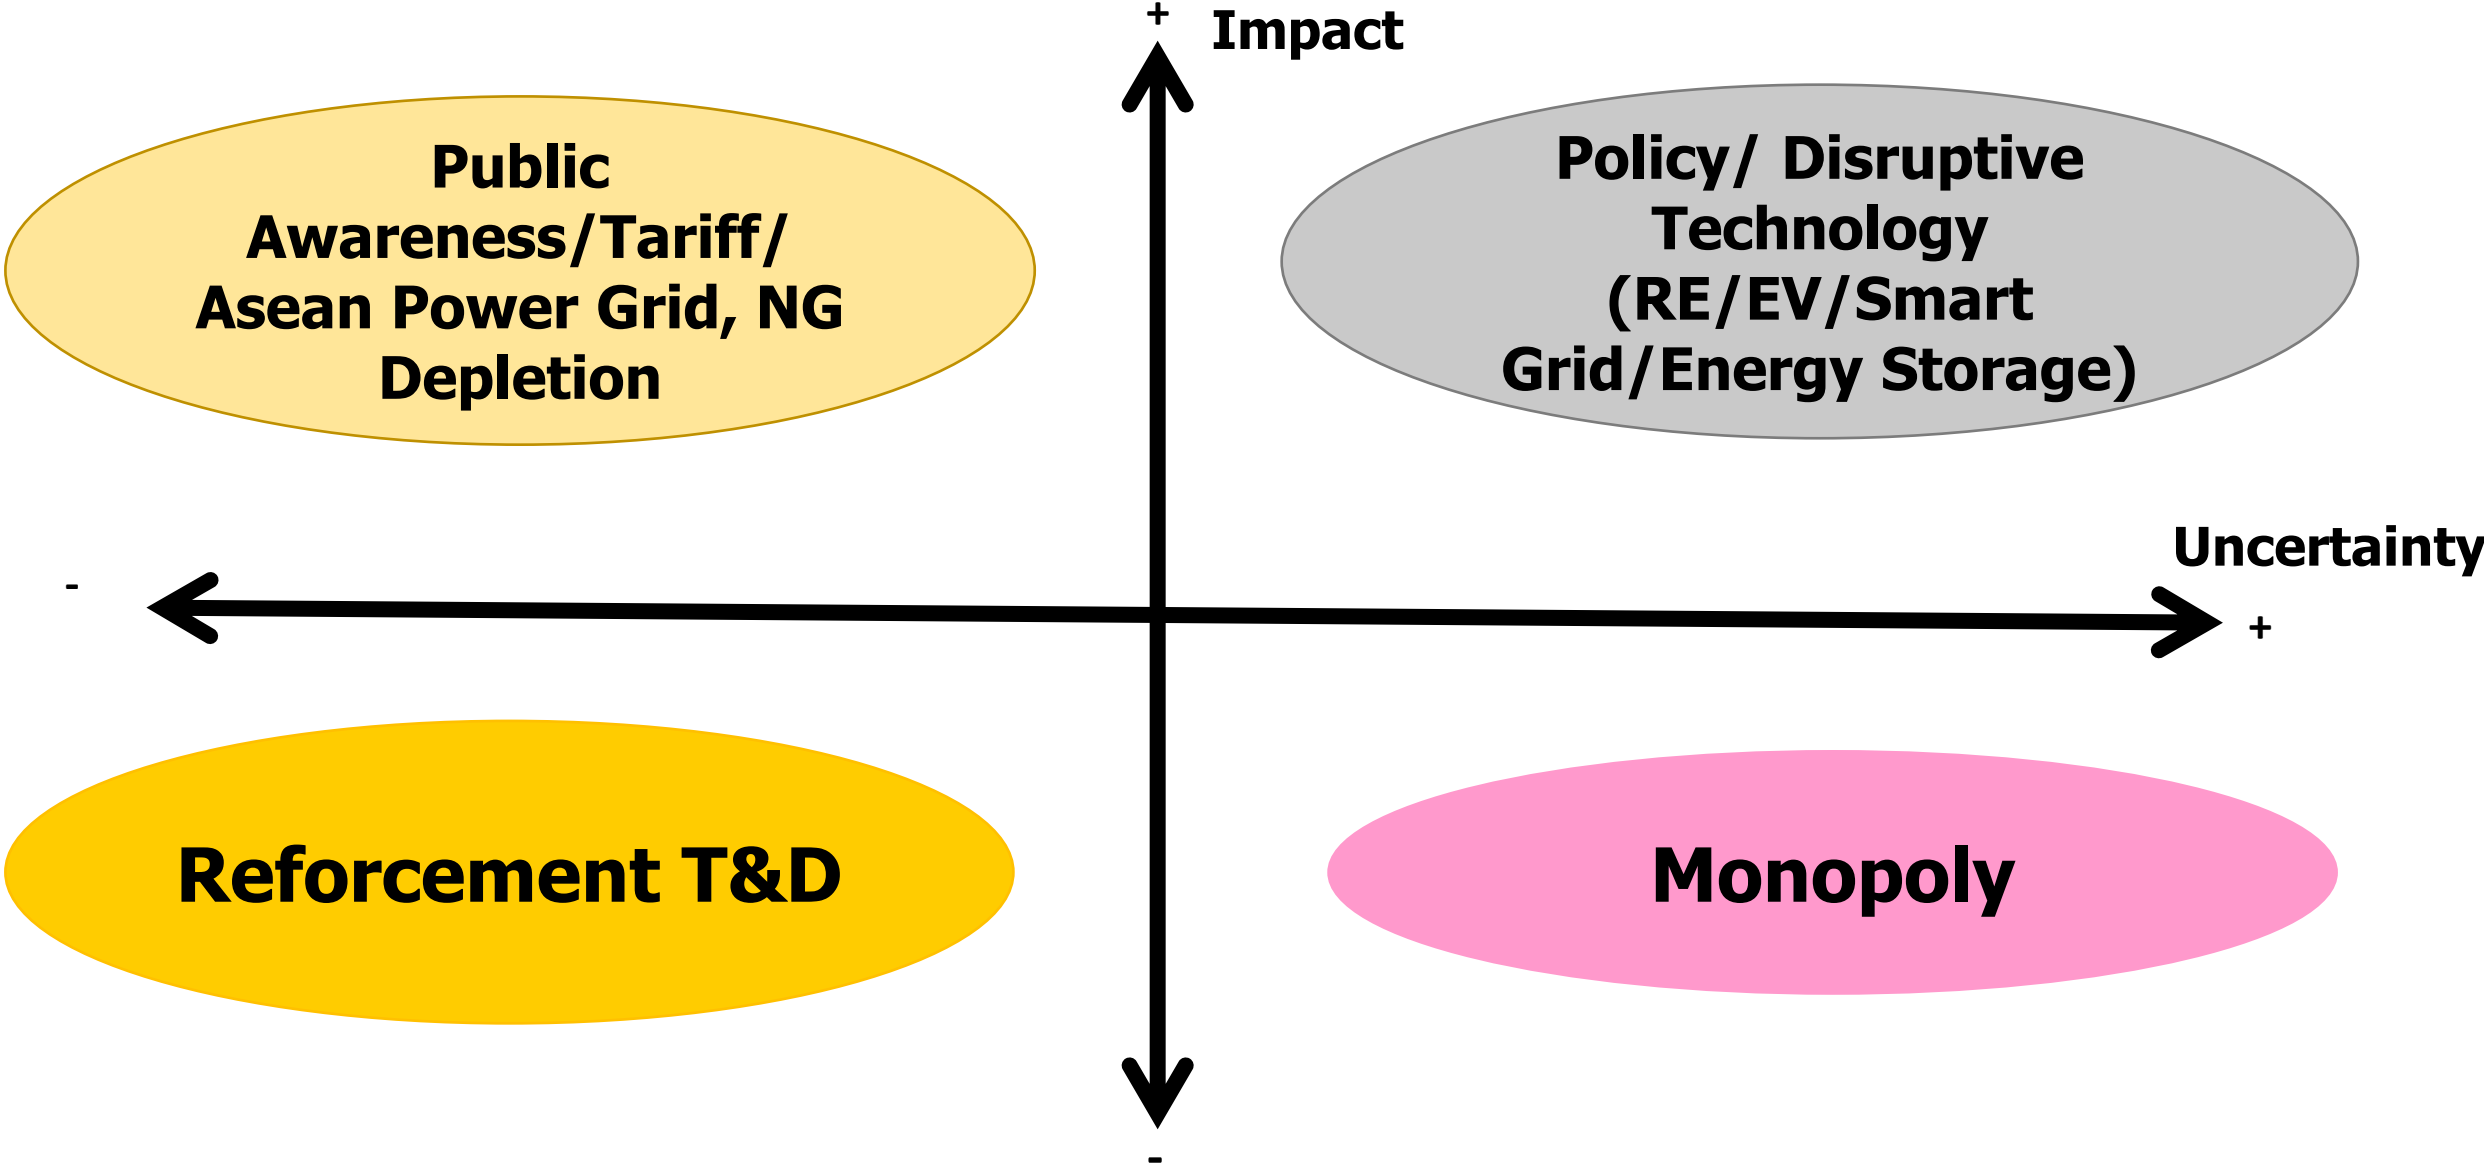 +
Impact
Public
Awareness/Tariff/
Asean Power Grid, NG
Depletion
Policy/ Disruptive
Technology
(RE/EV/Smart
Grid/Energy Storage)
Uncertainty
-
+
Reforcement T&D
Monopoly
-